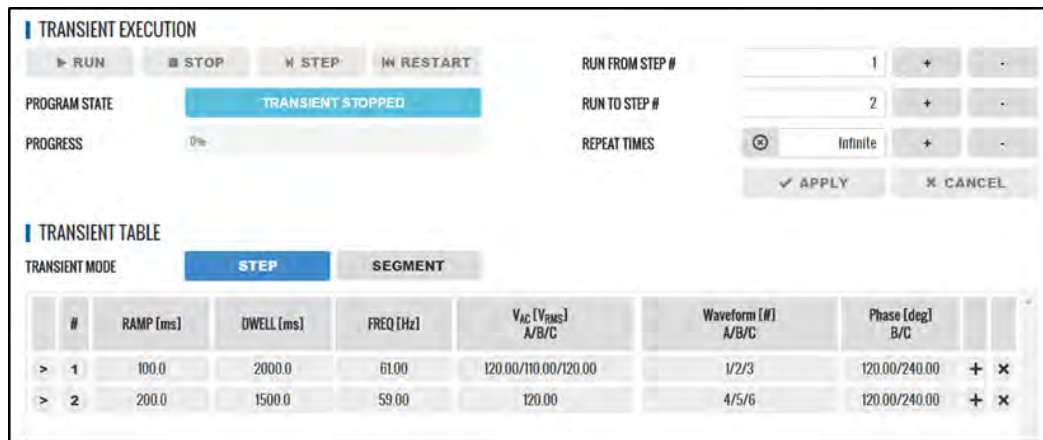 TRANSIENT EXECUTION
RUN STOP STEP RESTART RUN FROM STEP # 1 + -
PROGRAM STATE TRANSIENT STOPPED RUN TO STEP # 2 + -
PROGRESS 0% REPEAT TIMES Infinite + -
APPLY CANCEL
TRANSIENT TABLE
TRANSIENT MODE STEP SEGMENT
# RAMP [ms] DWELL [ms] FREQ [Hz] VAC [VRMS] A/B/C Waveform [#] A/B/C Phase [deg] B/C
> 1 100.0 2000.0 61.00 120.00/110.00/120.00 1/2/3 120.00/240.00 + ×
> 2 200.0 1500.0 59.00 120.00 4/5/6 120.00/240.00 + ×